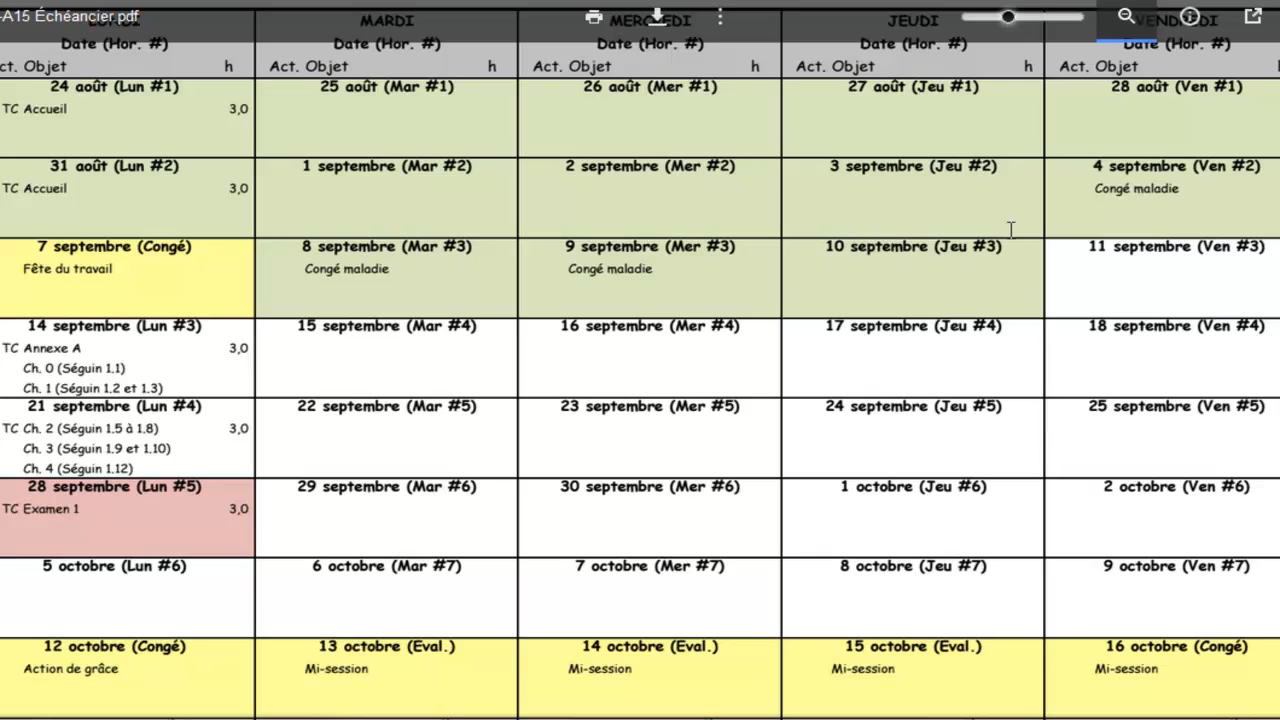 -A15 Échéancier.pdf
LUNDI MARDI MERCREDI JEUDI VENDREDI
Date (Hor. #) Date (Hor. #) Date (Hor. #) Date (Hor. #) Date (Hor. #)
ct. Objet h Act. Objet h Act. Objet h Act. Objet h Act. Objet
24 août (Lun #1) 25 août (Mar #1) 26 août (Mer #1) 27 août (Jeu #1) 28 août (Ven #1)
TC Accueil 3,0
31 août (Lun #2) 1 septembre (Mar #2) 2 septembre (Mer #2) 3 septembre (Jeu #2) 4 septembre (Ven #2)
TC Accueil 3,0 Congé maladie
7 septembre (Congé) 8 septembre (Mar #3) 9 septembre (Mer #3) 10 septembre (Jeu #3) 11 septembre (Ven #3)
Fête du travail Congé maladie Congé maladie
14 septembre (Lun #3) 15 septembre (Mar #4) 16 septembre (Mer #4) 17 septembre (Jeu #4) 18 septembre (Ven #4)
TC Annexe A 3,0
Ch. 0 (Séguin 1.1)
Ch. 1 (Séguin 1.2 et 1.3)
21 septembre (Lun #4) 22 septembre (Mar #5) 23 septembre (Mer #5) 24 septembre (Jeu #5) 25 septembre (Ven #5)
TC Ch. 2 (Séguin 1.5 à 1.8) 3,0
Ch. 3 (Séguin 1.9 et 1.10)
Ch. 4 (Séguin 1.12)
28 septembre (Lun #5) 29 septembre (Mar #6) 30 septembre (Mer #6) 1 octobre (Jeu #6) 2 octobre (Ven #6)
TC Examen 1 3,0
5 octobre (Lun #6) 6 octobre (Mar #7) 7 octobre (Mer #7) 8 octobre (Jeu #7) 9 octobre (Ven #7)
12 octobre (Congé) 13 octobre (Eval.) 14 octobre (Eval.) 15 octobre (Eval.) 16 octobre (Congé)
Action de grâce Mi-session Mi-session Mi-session Mi-session